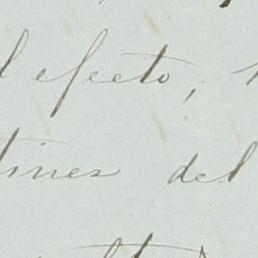 l efecto,
tines del